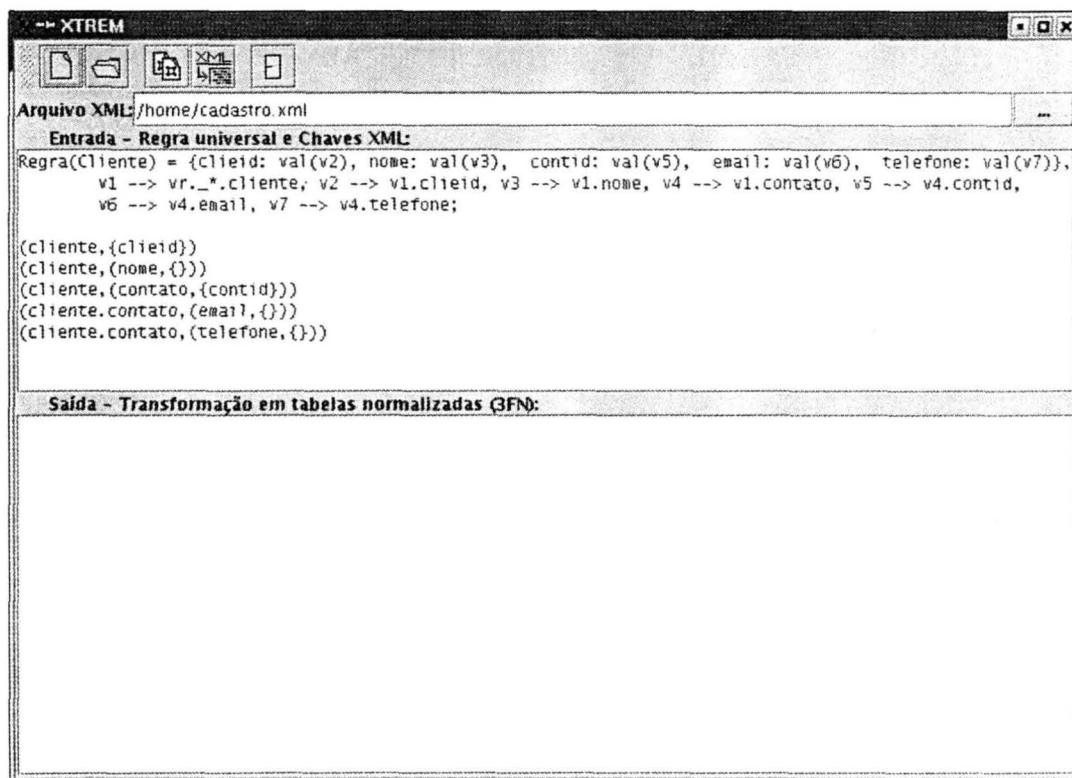 XTREM
XML
Arquivo XML: /home/cadastro.xml ...
Entrada - Regra universal e Chaves XML:
Regra(Cliente) = {clieid: val(v2), nome: val(v3), contid: val(v5), email: val(v6), telefone: val(v7)},
v1 --> vr._*.cliente, v2 --> v1.clieid, v3 --> v1.nome, v4 --> v1.contato, v5 --> v4.contid,
v6 --> v4.email, v7 --> v4.telefone;
(cliente,{clieid})
(cliente,(nome,{}))
(cliente,(contato,{contid}))
(cliente.contato,(email,{}))
(cliente.contato,(telefone,{}))
Saída - Transformação em tabelas normalizadas (3FN):